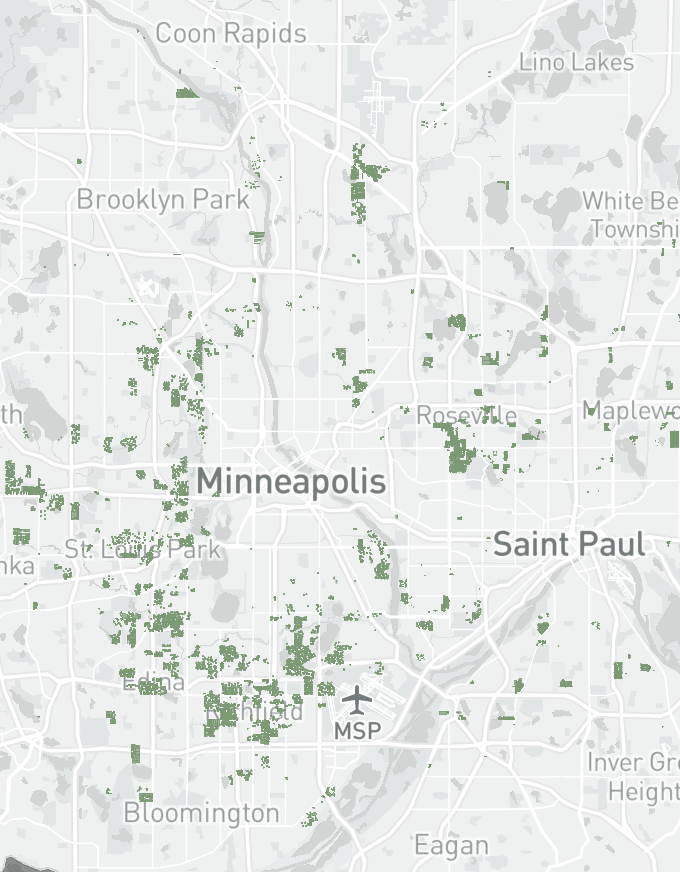 Coon Rapids
Lino Lakes
Brooklyn Park
White Be
Townshi
th
Roseville
Maplewo
Minneapolis
Saint Paul
St. Louis Park
nka
Edina
Richfield
MSP
Inver Gro
Height
Bloomington
Eagan